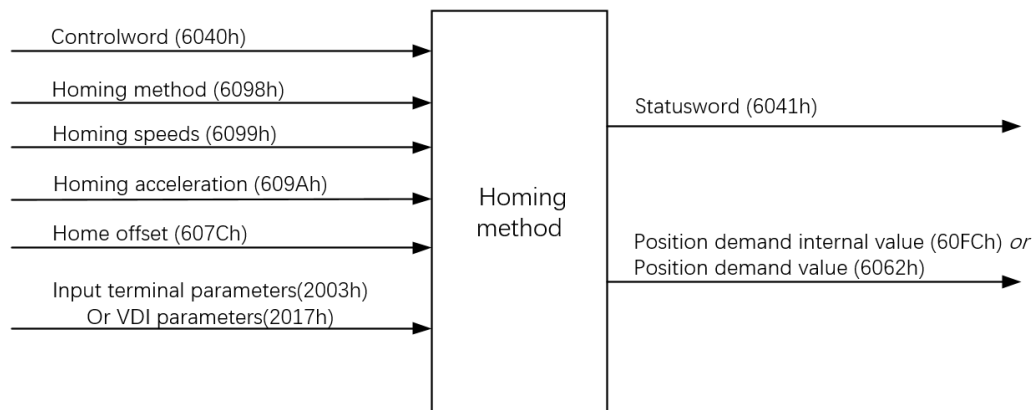 Controlword (6040h)
Homing method (6098h)
Homing speeds (6099h)
Homing acceleration (609Ah)
Home offset (607Ch)
Input terminal parameters(2003h)
Or VDI parameters(2017h)
Homing
method
Statusword (6041h)
Position demand internal value (60FCh) or
Position demand value (6062h)